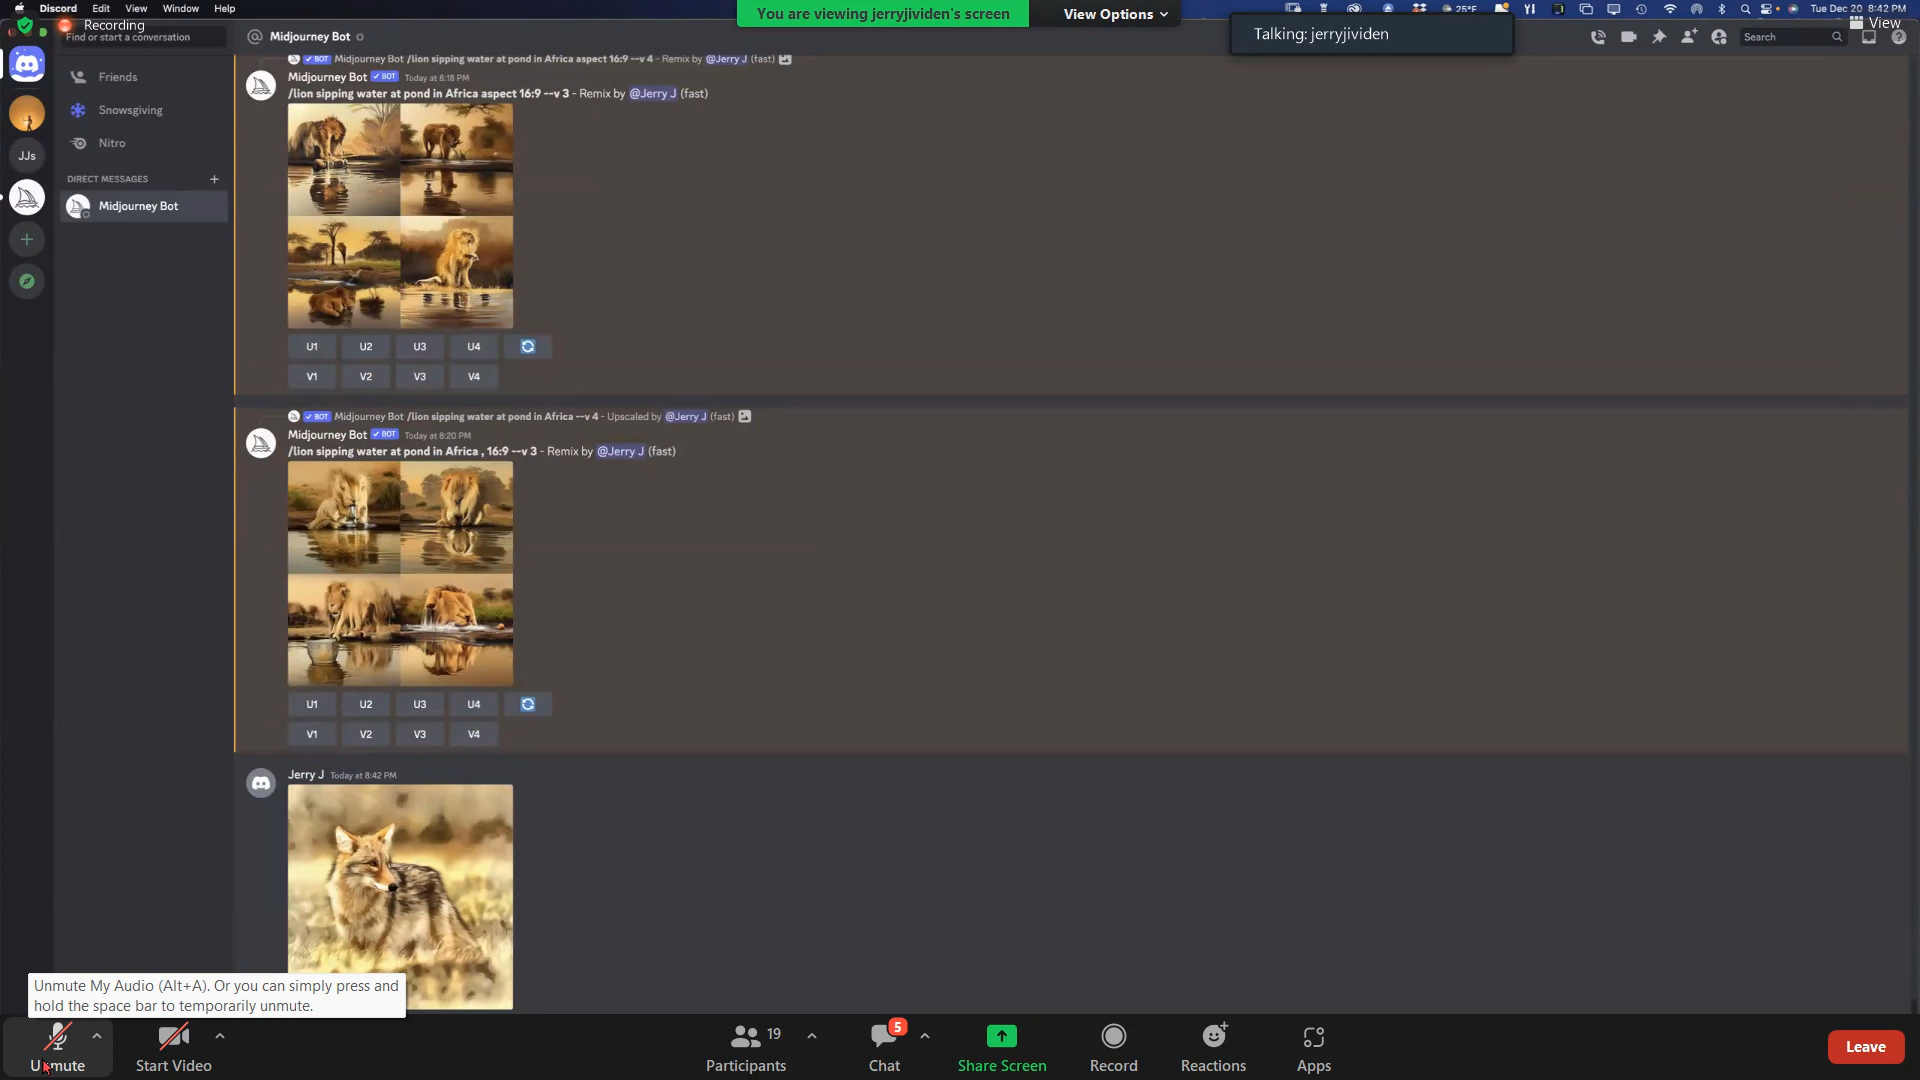 Discord Edit View Window Help
You are viewing jerryjividen's screen
View Options
25°F
Tue Dec 20 8:42 PM
Recording
View
Talking: jerryjividen
Find or start a conversation
Midjourney Bot
Search
BOT Midjourney Bot /lion sipping water at pond in Africa aspect 16:9 --v 4 - Remix by @Jerry J (fast)
Friends
Midjourney Bot BOT Today at 8:18 PM
/lion sipping water at pond in Africa aspect 16:9 --v 3 - Remix by @Jerry J (fast)
Snowsgiving
Nitro
JJs
DIRECT MESSAGES +
Midjourney Bot
U1 U2 U3 U4
V1 V2 V3 V4
BOT Midjourney Bot /lion sipping water at pond in Africa --v 4 - Upscaled by @Jerry J (fast)
Midjourney Bot BOT Today at 8:20 PM
/lion sipping water at pond in Africa , 16:9 --v 3 - Remix by @Jerry J (fast)
U1 U2 U3 U4
V1 V2 V3 V4
Jerry J Today at 8:42 PM
Unmute My Audio (Alt+A). Or you can simply press and
hold the space bar to temporarily unmute.
19
5
Unmute
Start Video
Participants
Chat
Share Screen
Record
Reactions
Apps
Leave